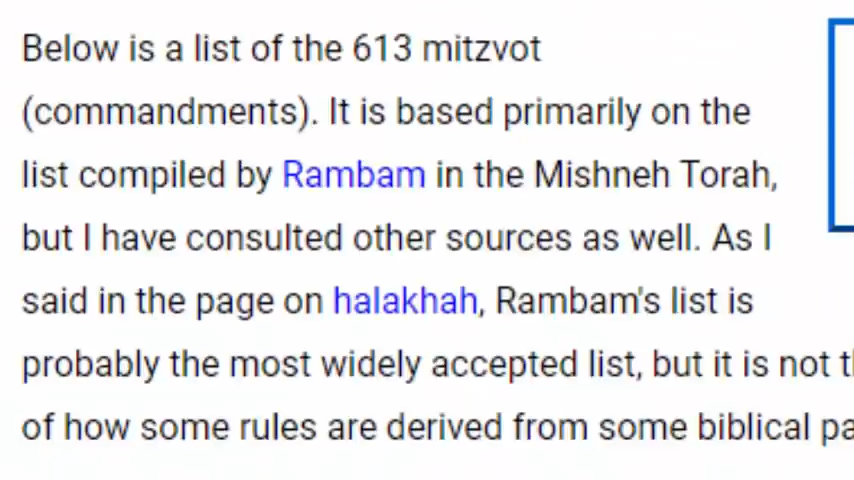 Below is a list of the 613 mitzvot
(commandments). It is based primarily on the
list compiled by Rambam in the Mishneh Torah,
but I have consulted other sources as well. As I
said in the page on halakhah, Rambam's list is
probably the most widely accepted list, but it is not
of how some rules are derived from some biblical